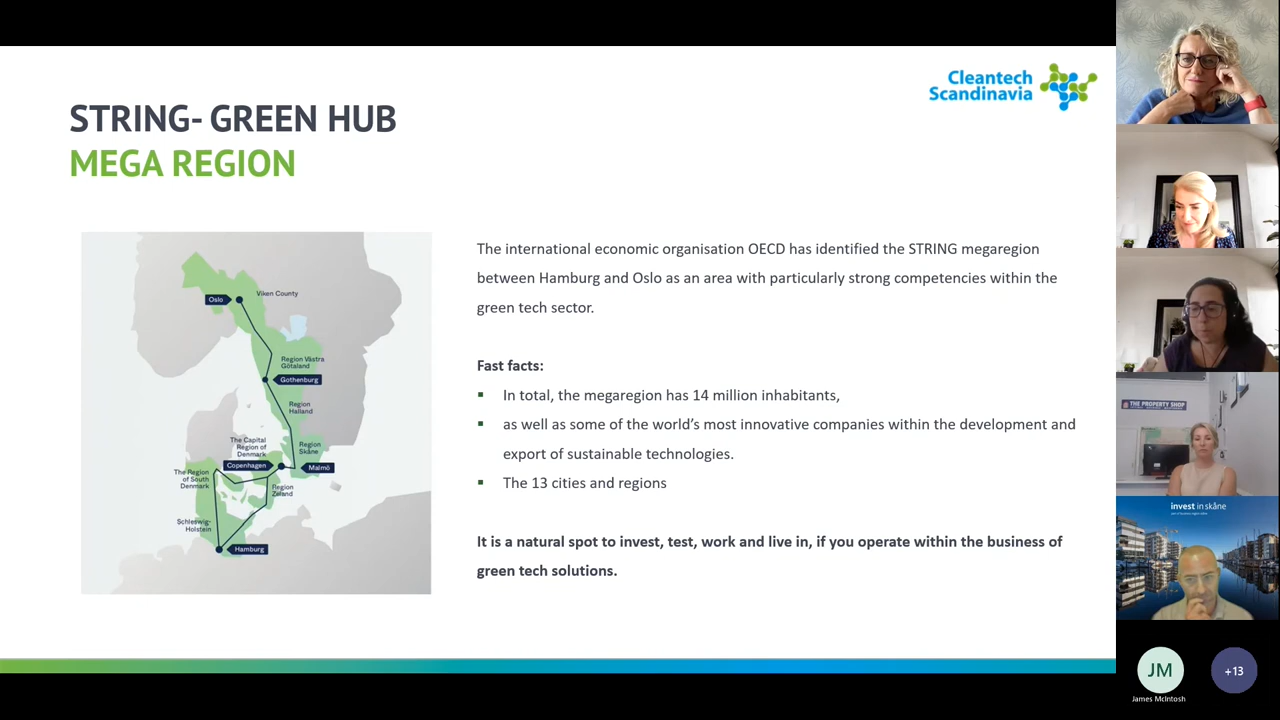 Cleantech
Scandinavia
STRING- GREEN HUB
MEGA REGION
Viken County
Oslo
Region Västra
Götaland
Gothenburg
Region
Halland
Region
Skåne
The Capital
Region of
Denmark
Copenhagen
Malmö
The Region
of South
Denmark
Region
Zeland
Schleswig-
Holstein
Hamburg
The international economic organisation OECD has identified the STRING megaregion
between Hamburg and Oslo as an area with particularly strong competencies within the
green tech sector.
Fast facts:
▪ In total, the megaregion has 14 million inhabitants,
▪ as well as some of the world's most innovative companies within the development and
export of sustainable technologies.
▪ The 13 cities and regions
It is a natural spot to invest, test, work and live in, if you operate within the business of
green tech solutions.
THE PROPERTY SHOP
invest in skåne
JM
James McIntosh
+13